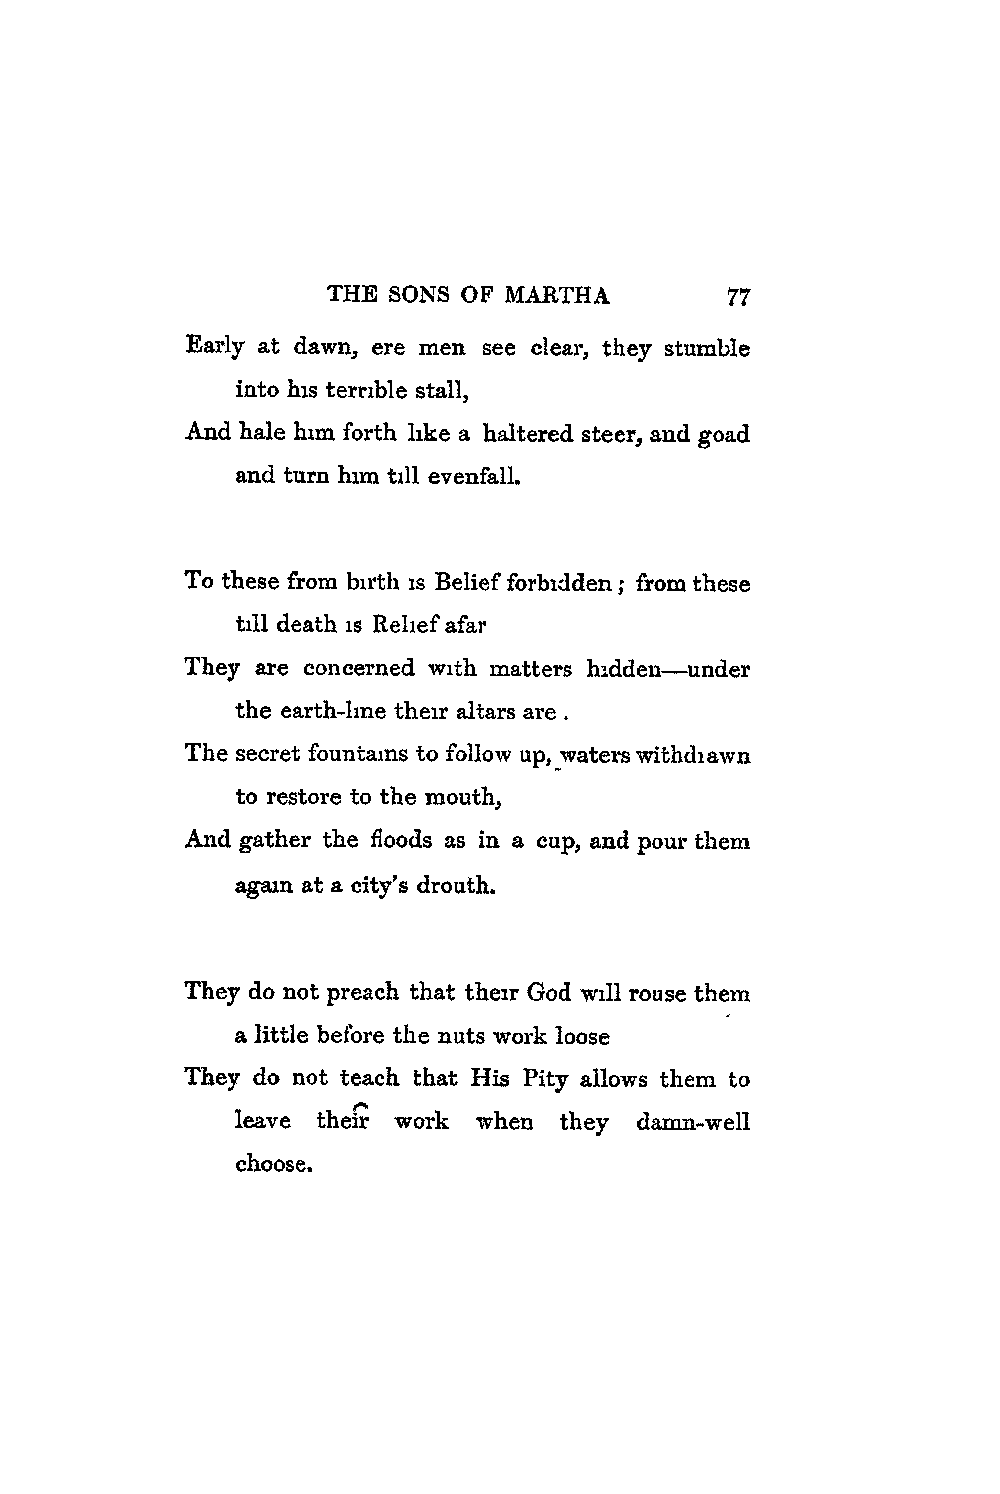 THE SONS OF MARTHA 77
Early at dawn, ere men see clear, they stumble
into his terrible stall,
And hale him forth like a haltered steer, and goad
and turn him till evenfall.
To these from birth is Belief forbidden; from these
till death is Relief afar
They are concerned with matters hidden—under
the earth-line their altars are.
The secret fountains to follow up, waters withdrawn
to restore to the mouth,
And gather the floods as in a cup, and pour them
again at a city's drouth.
They do not preach that their God will rouse them
a little before the nuts work loose
They do not teach that His Pity allows them to
leave their work when they damn-well
choose.